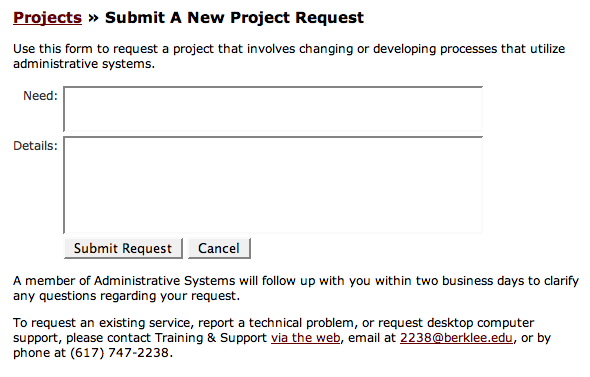 Projects » Submit A New Project Request
Use this form to request a project that involves changing or developing processes that utilize
administrative systems.
Need:
Details:
Submit Request Cancel
A member of Administrative Systems will follow up with you within two business days to clarify
any questions regarding your request.
To request an existing service, report a technical problem, or request desktop computer
support, please contact Training & Support via the web, email at 2238@berklee.edu, or by
phone at (617) 747-2238.